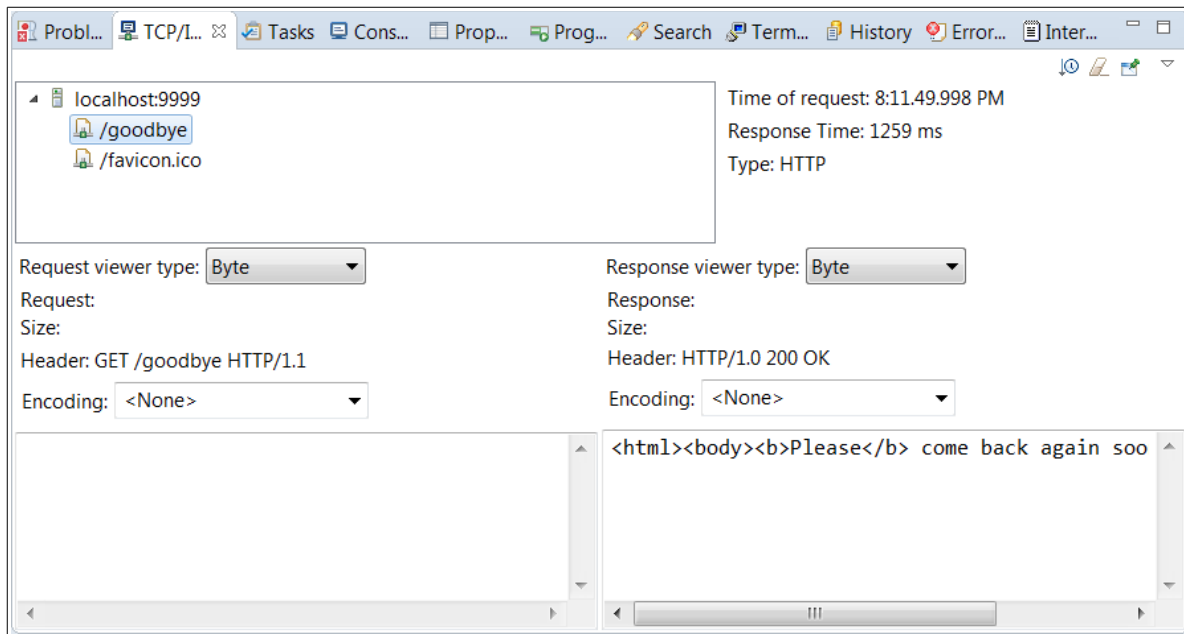 Probl... TCP/I... Tasks Cons... Prop... Prog... Search Term... History Error... Inter...
localhost:9999
/goodbye
/favicon.ico
Time of request: 8:11.49.998 PM
Response Time: 1259 ms
Type: HTTP
Request viewer type: Byte
Request:
Size:
Header: GET /goodbye HTTP/1.1
Encoding: <None>
Response viewer type: Byte
Response:
Size:
Header: HTTP/1.0 200 OK
Encoding: <None>
<html><body><b>Please</b> come back again soo